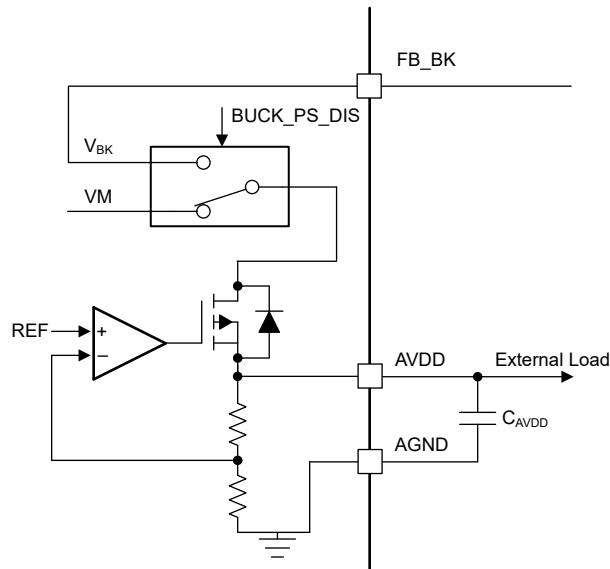 FB_BK
BUCK_PS_DIS
VBK
VM
REF
+
−
AVDD
External Load
CAVDD
AGND